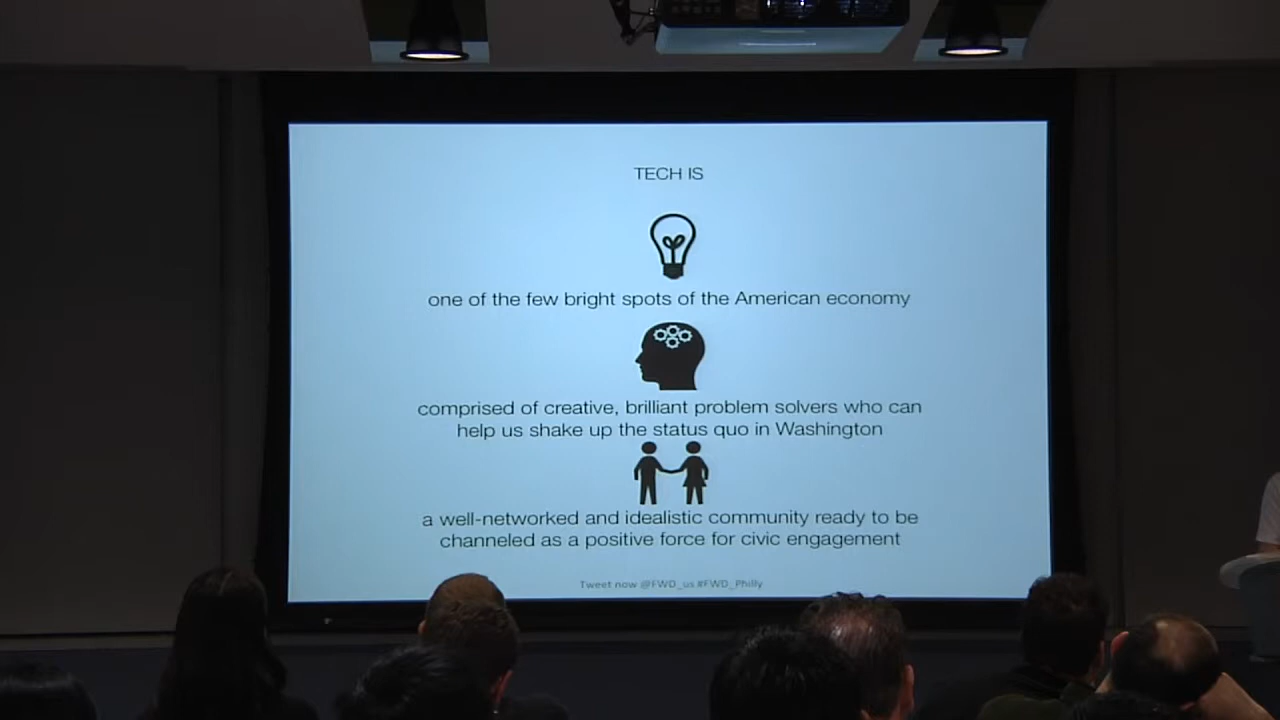 TECH IS
one of the few bright spots of the American economy
comprised of creative, brilliant problem solvers who can
help us shake up the status quo in Washington
a well-networked and idealistic community ready to be
channeled as a positive force for civic engagement
Tweet now @FWD_us #FWD_Philly